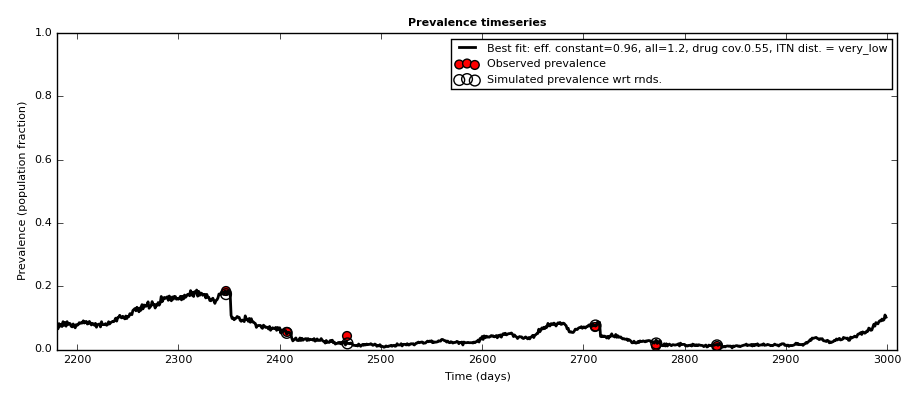 Prevalence timeseries
Best fit: eff. constant=0.96, all=1.2, drug cov.0.55, ITN dist. = very_low
Observed prevalence
Simulated prevalence wrt rnds.
Prevalence (population fraction)
1.0
0.8
0.6
0.4
0.2
0.0
2200 2300 2400 2500 2600 2700 2800 2900 3000
Time (days)